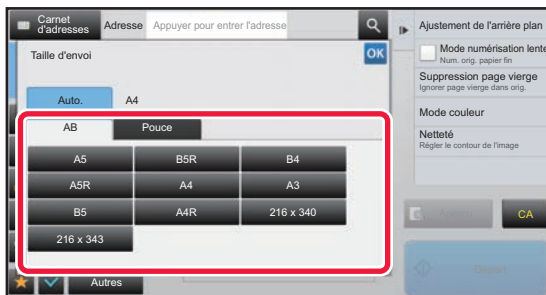 Carnet d'adresses
Adresse
Appuyer pour entrer l'adresse
Taille d'envoi
OK
Auto.
A4
AB
Pouce
A5
B5R
B4
A5R
A4
A3
B5
A4R
216 x 340
216 x 343
Autres
Ajustement de l'arrière plan
Mode numérisation lente
Num. orig. papier fin
Suppression page vierge
Ignorer page vierge dans orig.
Mode couleur
Netteté
Régler le contour de l'image
Aperçu
CA
Départ